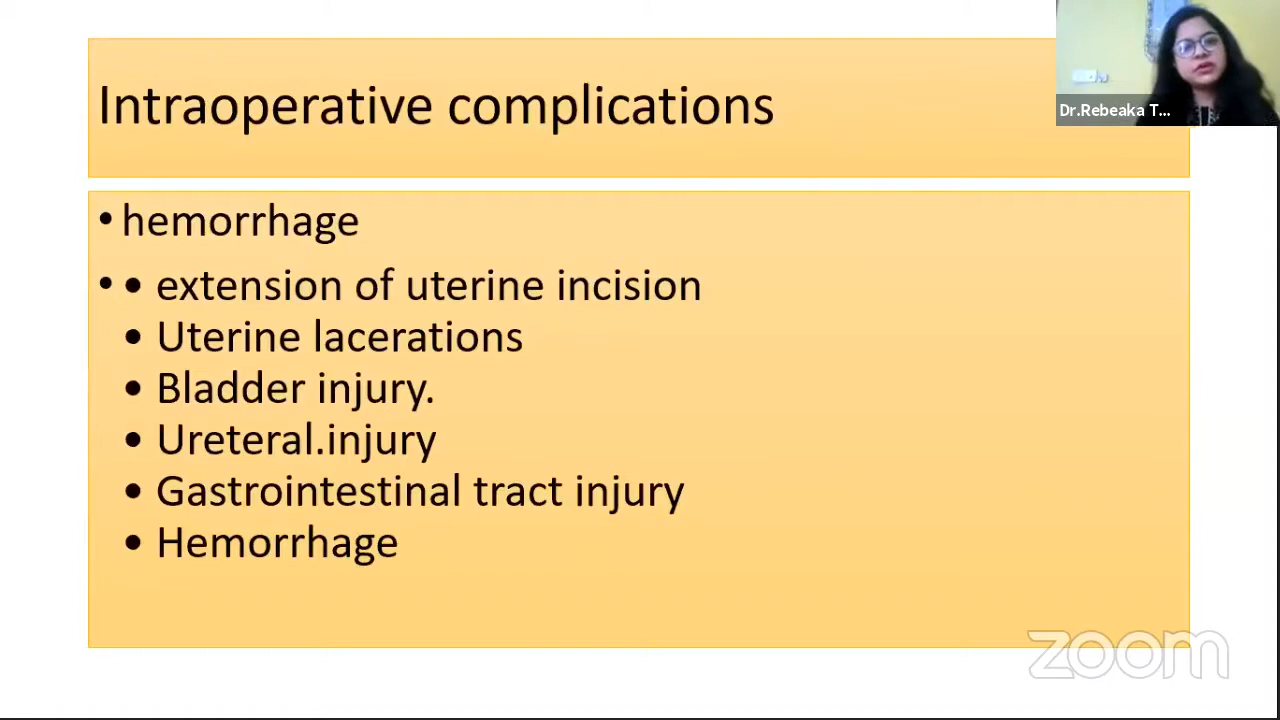 Intraoperative complications
Dr.Rebeaka T...
• hemorrhage
• • extension of uterine incision
• Uterine lacerations
• Bladder injury.
• Ureteral.injury
• Gastrointestinal tract injury
• Hemorrhage
zoom